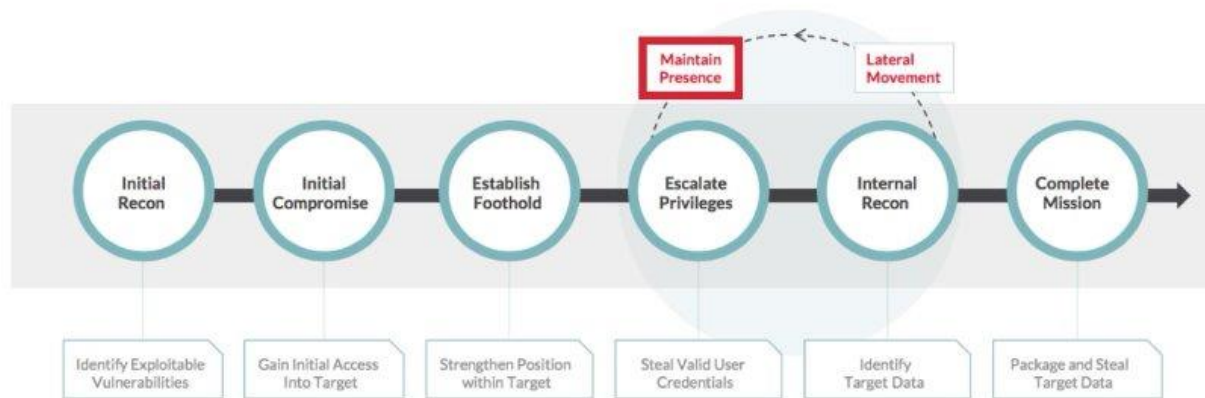 Maintain
Presence
Lateral
Movement
Initial
Recon
Initial
Compromise
Establish
Foothold
Escalate
Privileges
Internal
Recon
Complete
Mission
Identify Exploitable
Vulnerabilities
Gain Initial Access
Into Target
Strengthen Position
within Target
Steal Valid User
Credentials
Identify
Target Data
Package and Steal
Target Data